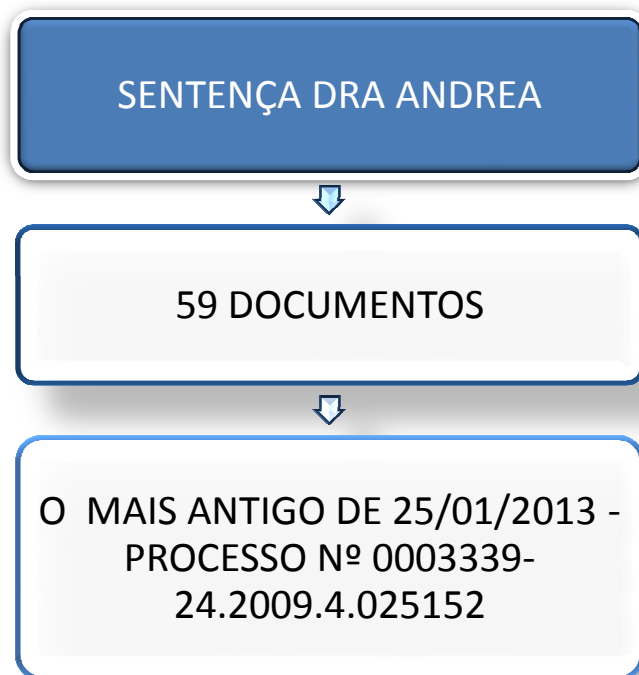 SENTENÇA DRA ANDREA
59 DOCUMENTOS
O  MAIS ANTIGO DE 25/01/2013 -
PROCESSO Nº 0003339-
24.2009.4.025152